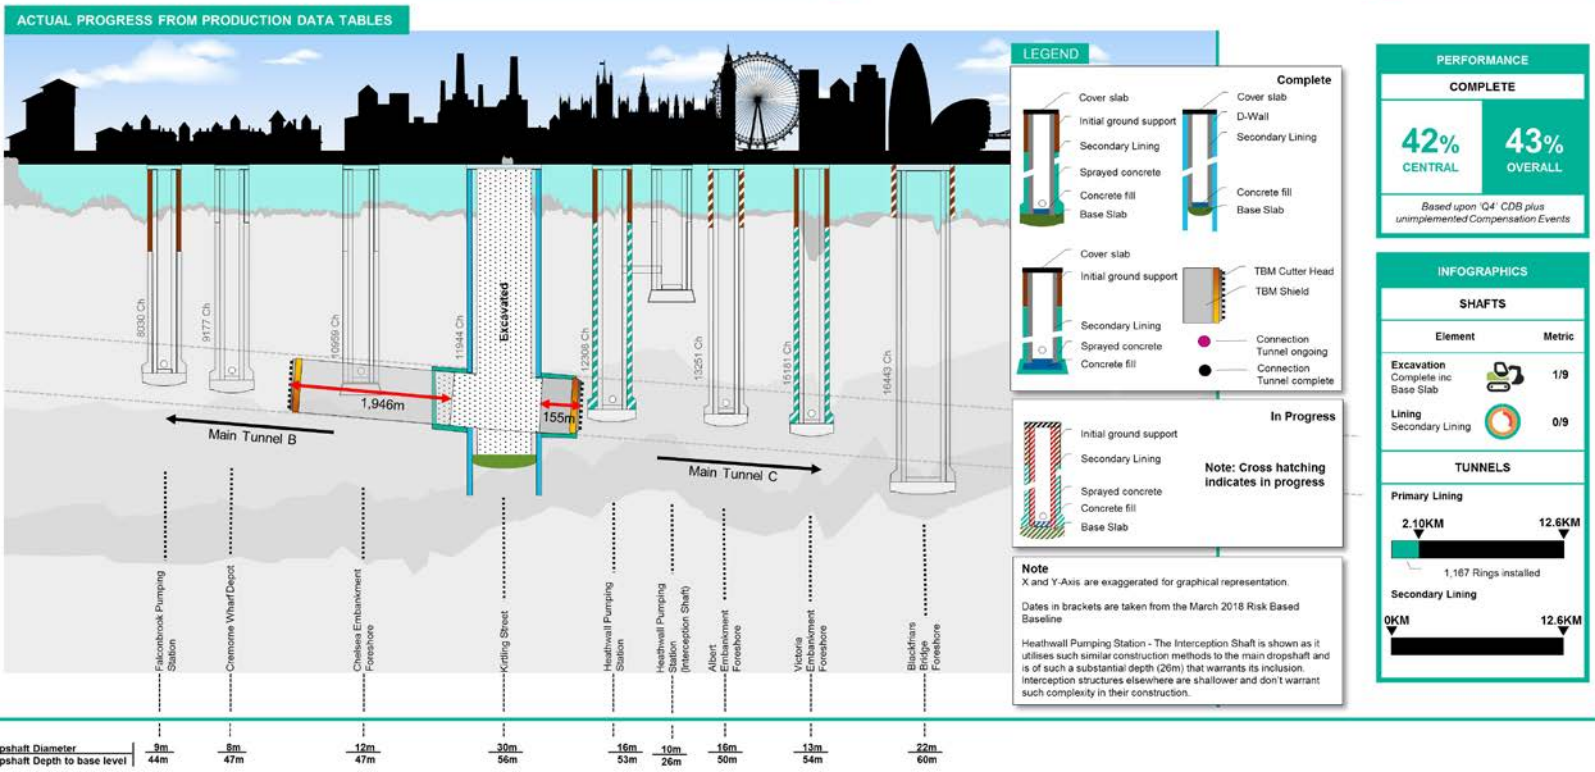 ACTUAL PROGRESS FROM PRODUCTION DATA TABLES
8030 Ch
9177 Ch
10959 Ch
11944 Ch
Excavated
12308 Ch
13251 Ch
15181 Ch
16443 Ch
1,946m
155m
Main Tunnel B
Main Tunnel C
Falconbrook Pumping
Station
Cremorne Wharf Depot
Chelsea Embankment
Foreshore
Kirtling Street
Heathwall Pumping
Station
Heathwall Pumping
Station
(Interception Shaft)
Albert
Embankment
Foreshore
Victoria
Embankment
Foreshore
Blackfriars
Bridge
Foreshore
pshaft Diameter
9m
8m
12m
30m
16m
10m
16m
13m
22m
pshaft Depth to base level
44m
47m
47m
56m
53m
26m
50m
54m
60m
LEGEND
Complete
Cover slab
Initial ground support
Secondary Lining
Sprayed concrete
Concrete fill
Base Slab
Cover slab
D-Wall
Secondary Lining
Concrete fill
Base Slab
Cover slab
Initial ground support
Secondary Lining
Sprayed concrete
Concrete fill
TBM Cutter Head
TBM Shield
Connection
Tunnel ongoing
Connection
Tunnel complete
In Progress
Initial ground support
Secondary Lining
Sprayed concrete
Concrete fill
Base Slab
Note: Cross hatching
indicates in progress
Note
X and Y-Axis are exaggerated for graphical representation.
Dates in brackets are taken from the March 2018 Risk Based
Baseline
Heathwall Pumping Station - The Interception Shaft is shown as it
utilises such similar construction methods to the main dropshaft and
is of such a substantial depth (26m) that warrants its inclusion.
Interception structures elsewhere are shallower and don't warrant
such complexity in their construction.
PERFORMANCE
COMPLETE
42%
CENTRAL
43%
OVERALL
Based upon 'Q4' CDB plus
unimplemented Compensation Events
INFOGRAPHICS
SHAFTS
Element
Metric
Excavation
Complete inc
Base Slab
1/9
Lining
Secondary Lining
0/9
TUNNELS
Primary Lining
2.10KM
12.6KM
1,167 Rings installed
Secondary Lining
0KM
12.6KM